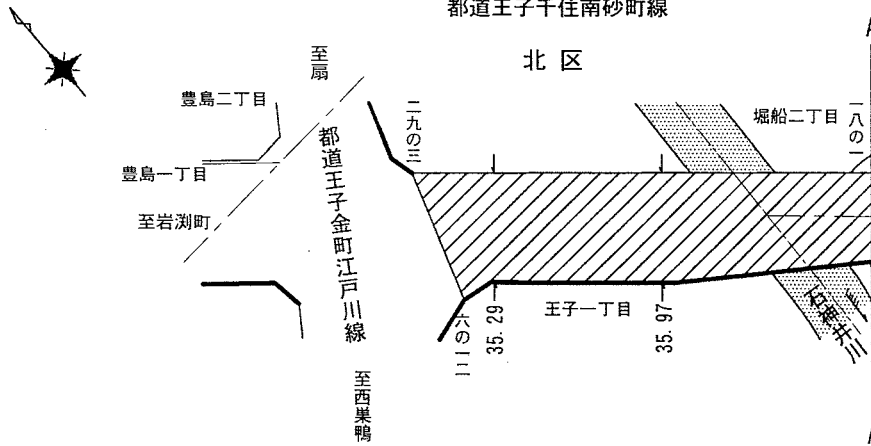 都道王子千住南砂町線
北区
至扇
豊島二丁目
二九の三
堀船二丁目
一八の一
豊島一丁目
都道王子金町江戸川線
至岩渕町
王子一丁目
六の一二
35.29
35.97
石神井川
至西巣鴨